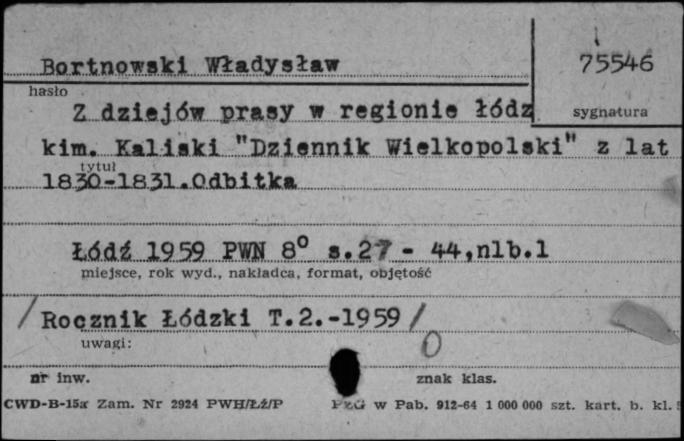 Bortnowski Władysław 75546
hasło
Z dziejów prasy w regionie łódz sygnatura
kim. Kaliski "Dziennik Wielkopolski" z lat
tytuł
1830-1831.Odbitka
Łódź 1959 PWN 8° s.27 - 44,nlb.1
miejsce, rok wyd., nakładca, format, objętość
/ Rocznik Łódzki T.2.-1959 /
uwagi: 0
nr inw. znak klas.
CWD-B-15a Zam. Nr 2924 PWH/Łź/P PZG w Pab. 912-64 1 000 000 szt. kart. b. kl.